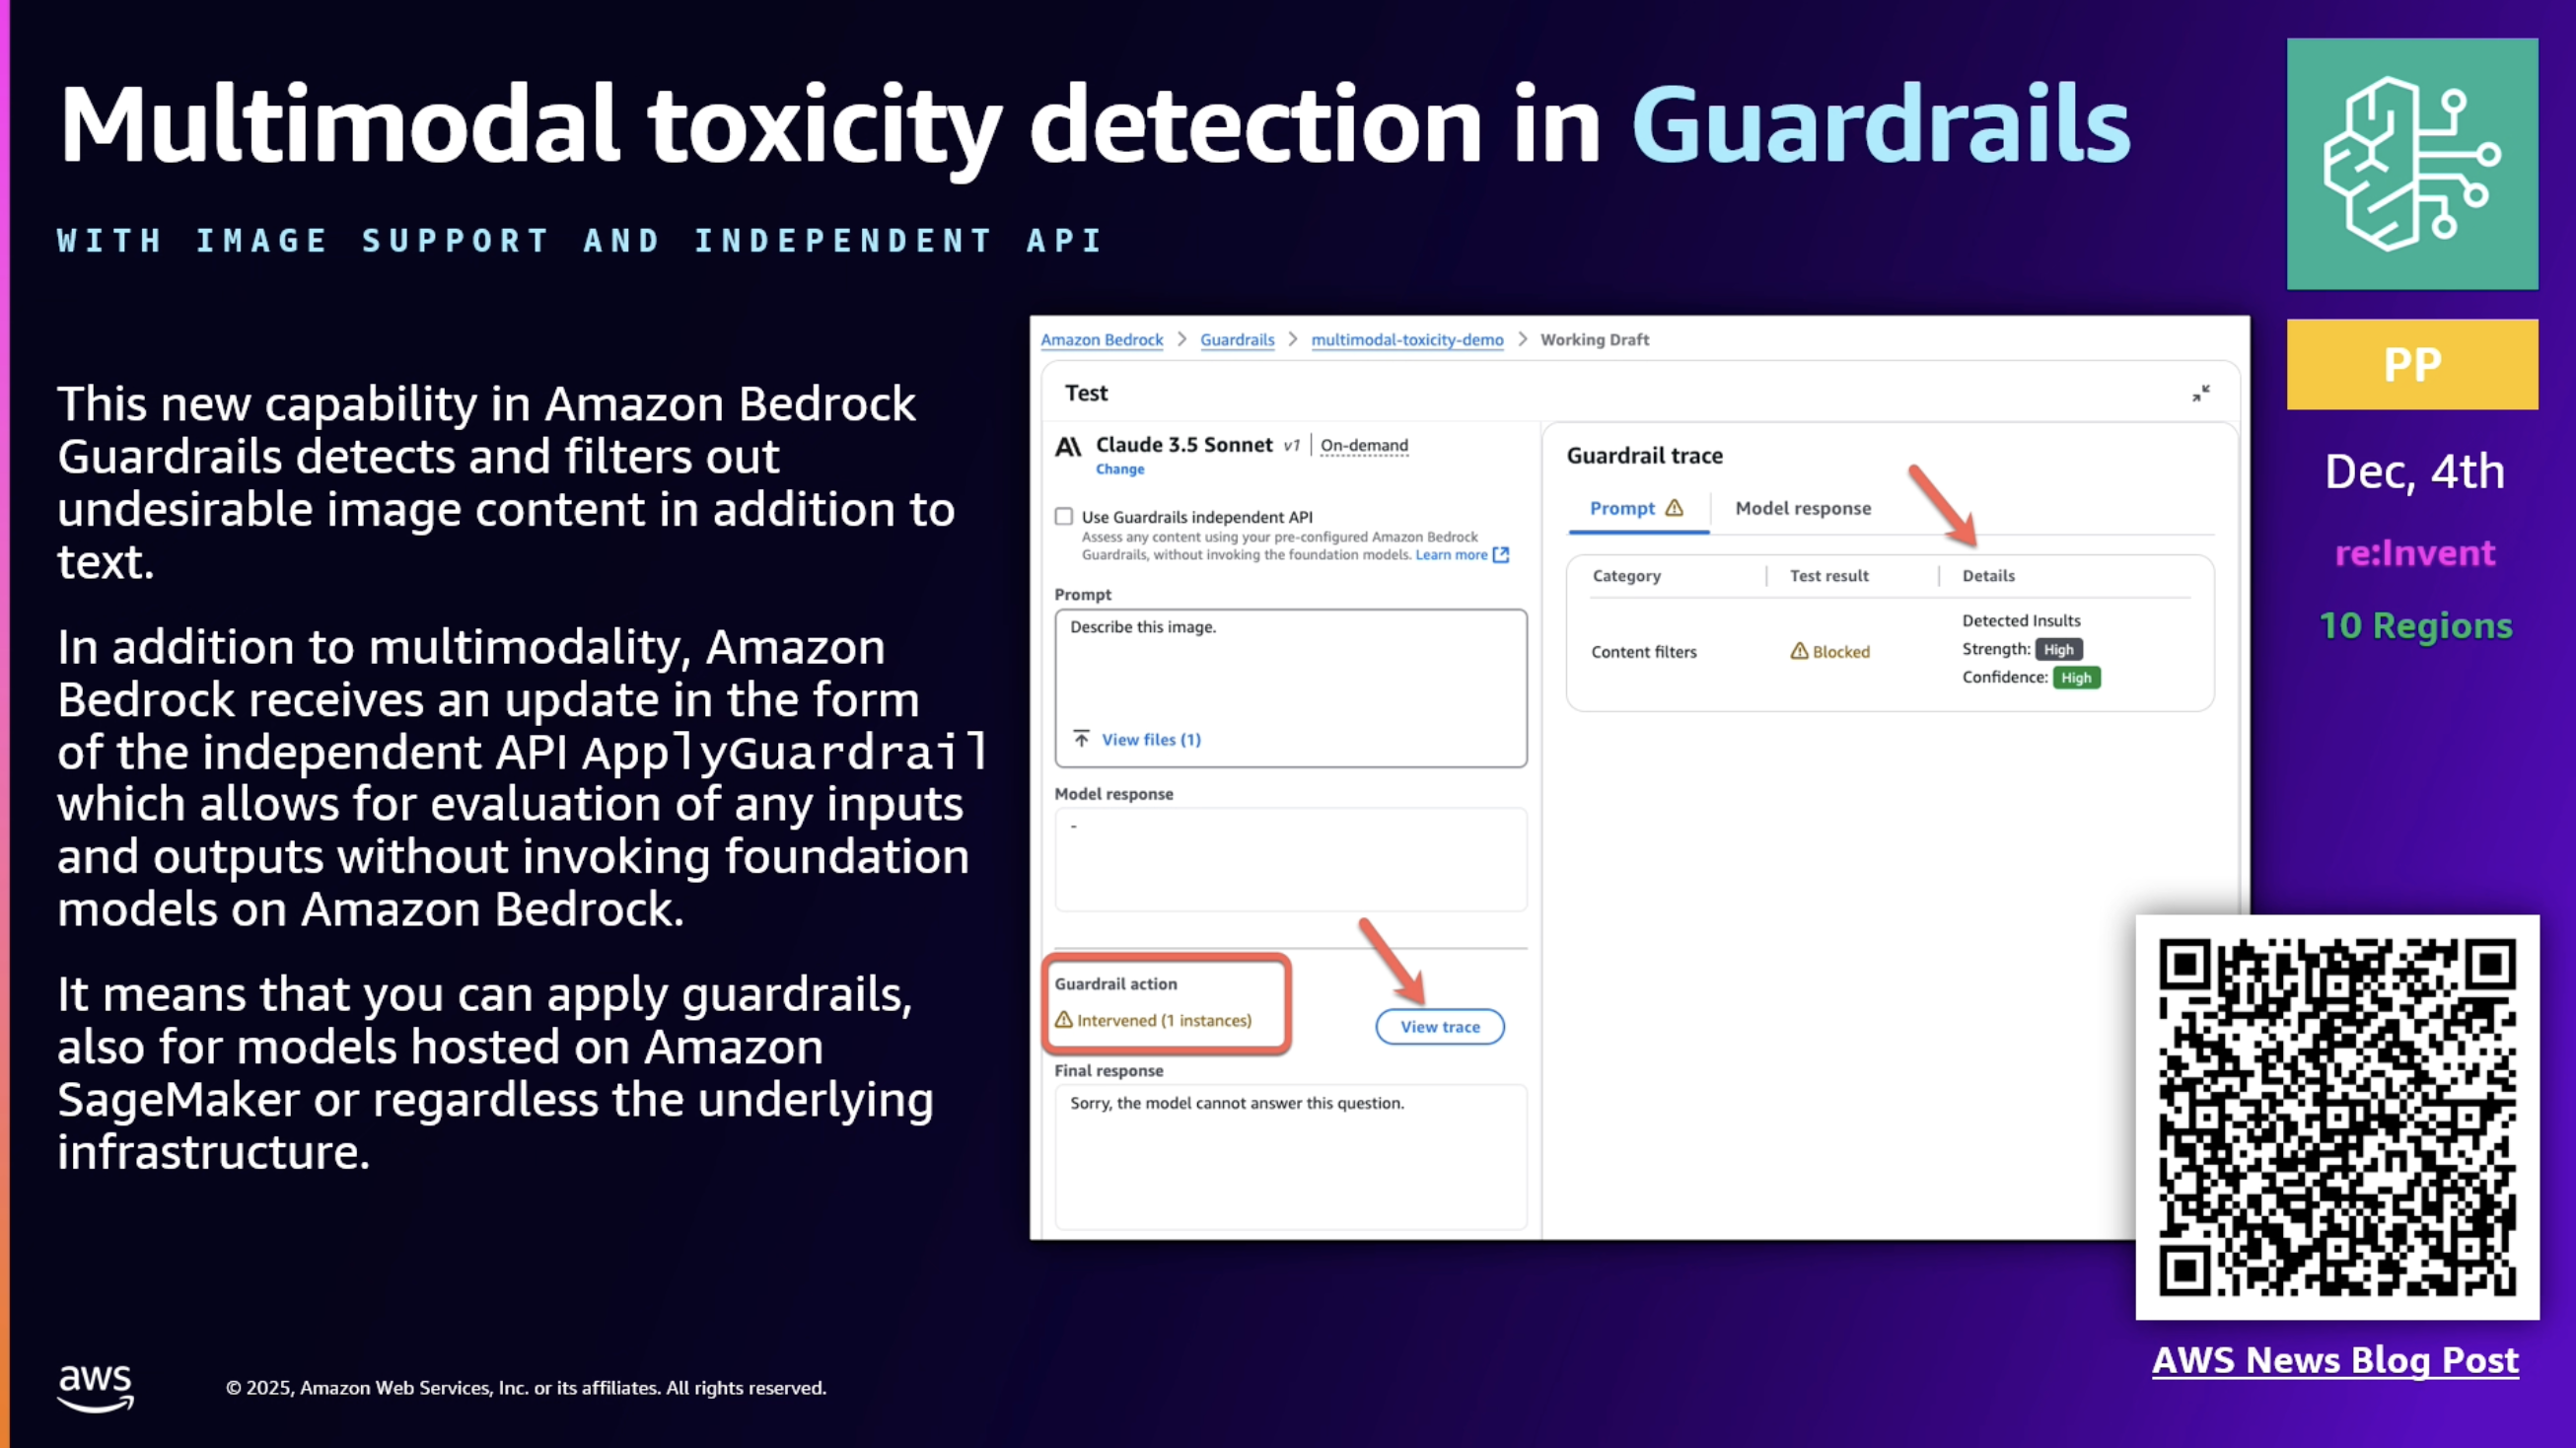 Multimodal toxicity detection in Guardrails
WITH IMAGE SUPPORT AND INDEPENDENT API
This new capability in Amazon Bedrock
Guardrails detects and filters out
undesirable image content in addition to
text.
In addition to multimodality, Amazon
Bedrock receives an update in the form
of the independent API ApplyGuardrail
which allows for evaluation of any inputs
and outputs without invoking foundation
models on Amazon Bedrock.
It means that you can apply guardrails,
also for models hosted on Amazon
SageMaker or regardless the underlying
infrastructure.
Amazon Bedrock > Guardrails > multimodal-toxicity-demo > Working Draft
Test
A\ Claude 3.5 Sonnet v1 | On-demand
Change
Use Guardrails independent API
Assess any content using your pre-configured Amazon Bedrock
Guardrails, without invoking the foundation models. Learn more
Prompt
Describe this image.
View files (1)
Model response
-
Guardrail action
Intervened (1 instances)
View trace
Final response
Sorry, the model cannot answer this question.
Guardrail trace
Prompt Model response
Category Test result Details
Content filters Blocked
Detected Insults
Strength: High
Confidence: High
PP
Dec, 4th
re:Invent
10 Regions
AWS News Blog Post
aws
© 2025, Amazon Web Services, Inc. or its affiliates. All rights reserved.